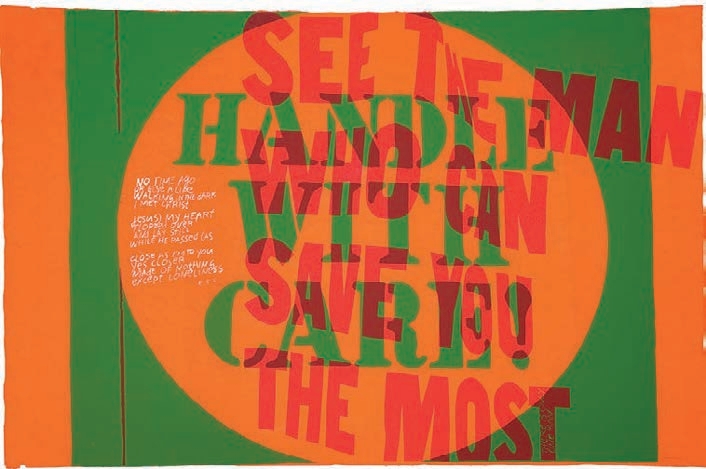 SEE THE MAN
WHO CAN
SAVE YOU
THE MOST
HANDLE
WITH
CARE!
NO TIME AGO
OR ELSE A LIFE
WALKING IN THE DARK
I MET CHRIST
JESUS) MY HEART
FLOPPED OVER
AND LAY STILL
WHILE HE PASSED (AS
CLOSE AS I'M TO YOU
YES CLOSER
MADE OF NOTHING
EXCEPT LONELINESS